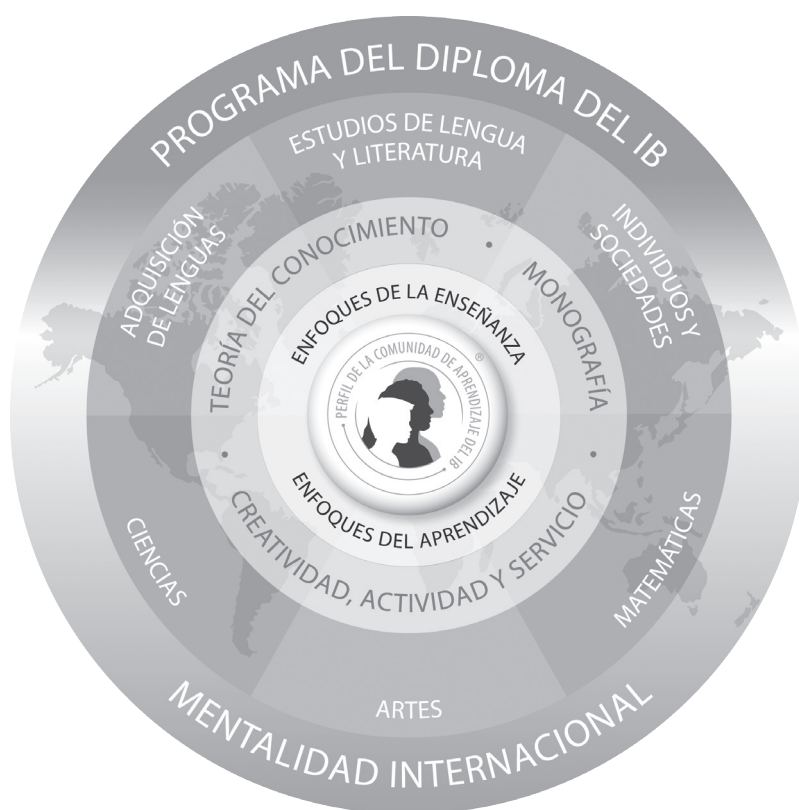 PROGRAMA DEL DIPLOMA DEL IB
ESTUDIOS DE LENGUA
Y LITERATURA
ADQUISICIÓN
DE LENGUAS
INDIVIDUOS Y
SOCIEDADES
TEORÍA DEL CONOCIMIENTO
MONOGRAFÍA
ENFOQUES DE LA ENSEÑANZA
PERFIL DE LA COMUNIDAD DE APRENDIZAJE DEL IB
®
ENFOQUES DEL APRENDIZAJE
CREATIVIDAD, ACTIVIDAD Y SERVICIO
CIENCIAS
MATEMÁTICAS
ARTES
MENTALIDAD INTERNACIONAL